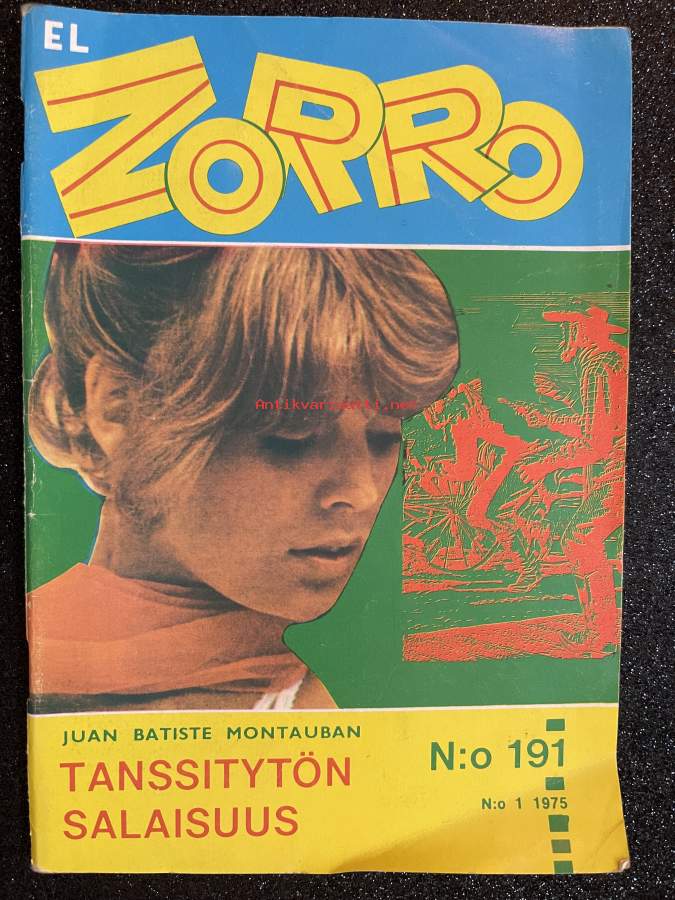 EL
ZORRO
Antikvariaatti.net
JUAN BATISTE MONTAUBAN
TANSSITYTÖN
SALAISUUS
N:o 191
N:o 1 1975